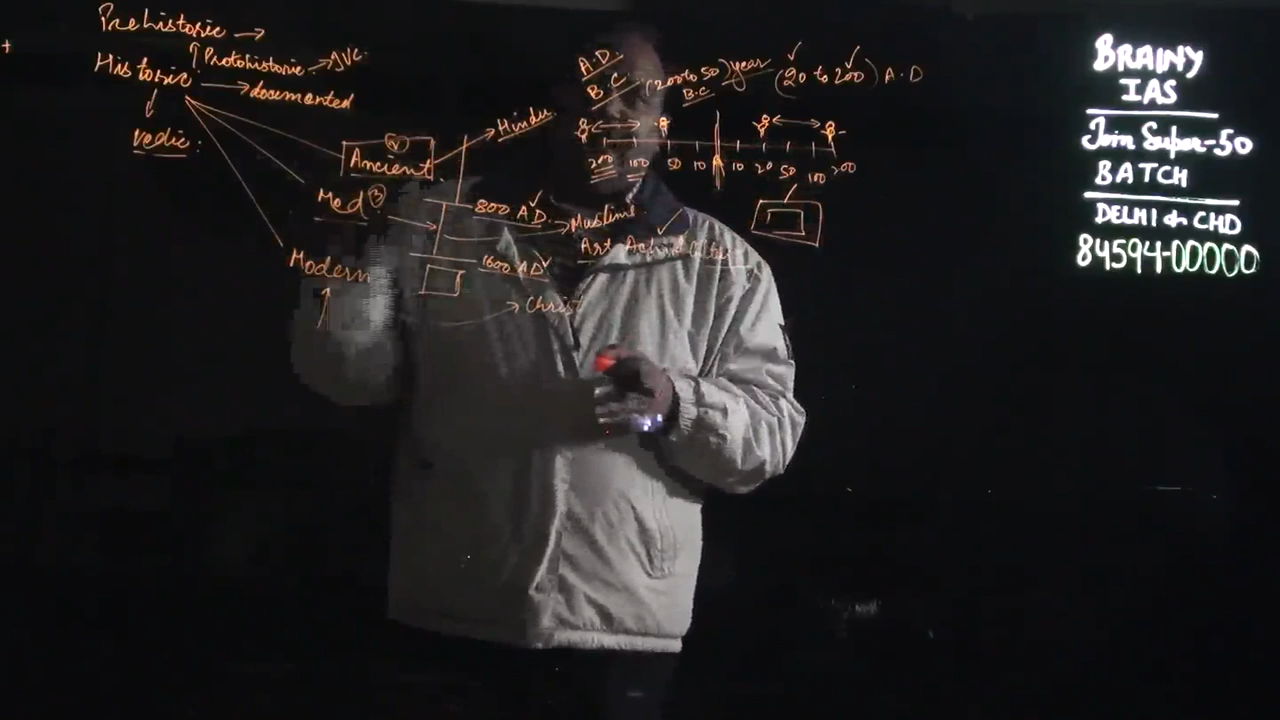 Prehistoric →
↑ Protohistoric → IVC
Historic → documented
Vedic:
Ancient
Med
Modern
Hindu
800 A.D.
Muslims
Art
1600 AD
Christ
A.D.
B.C (200 to 50) year (20 to 200) A.D
B.C
200 100 50 10 10 20 50 100 200
BRAINY
IAS
Join Super-50
BATCH
DELHI & CHD
84594-00000